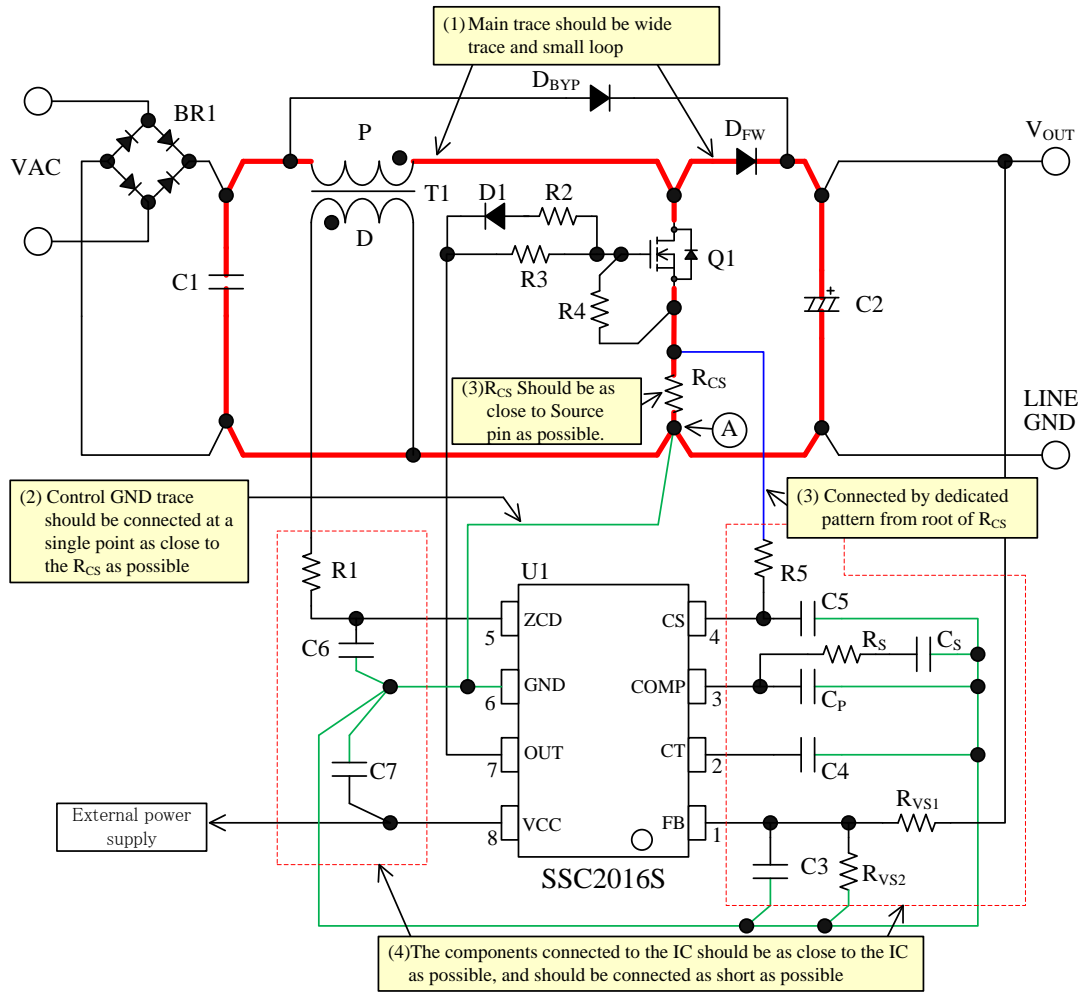 (1) Main trace should be wide
trace and small loop
DBYP
BR1
P
DFW
VOUT
VAC
T1
D1
R2
D
R3
Q1
C1
R4
+
C2
RCS
(3)RCS Should be as
close to Source
pin as possible.
A
LINE
GND
(2) Control GND trace
should be connected at a
single point as close to
the RCS as possible
(3) Connected by dedicated
pattern from root of RCS
R1
U1
R5
C5
ZCD
CS
5
4
C6
RS
CS
GND
COMP
6
3
CP
OUT
CT
7
2
C7
C4
External power
supply
VCC
FB
8
1
RVS1
C3
RVS2
SSC2016S
(4)The components connected to the IC should be as close to the IC
as possible, and should be connected as short as possible